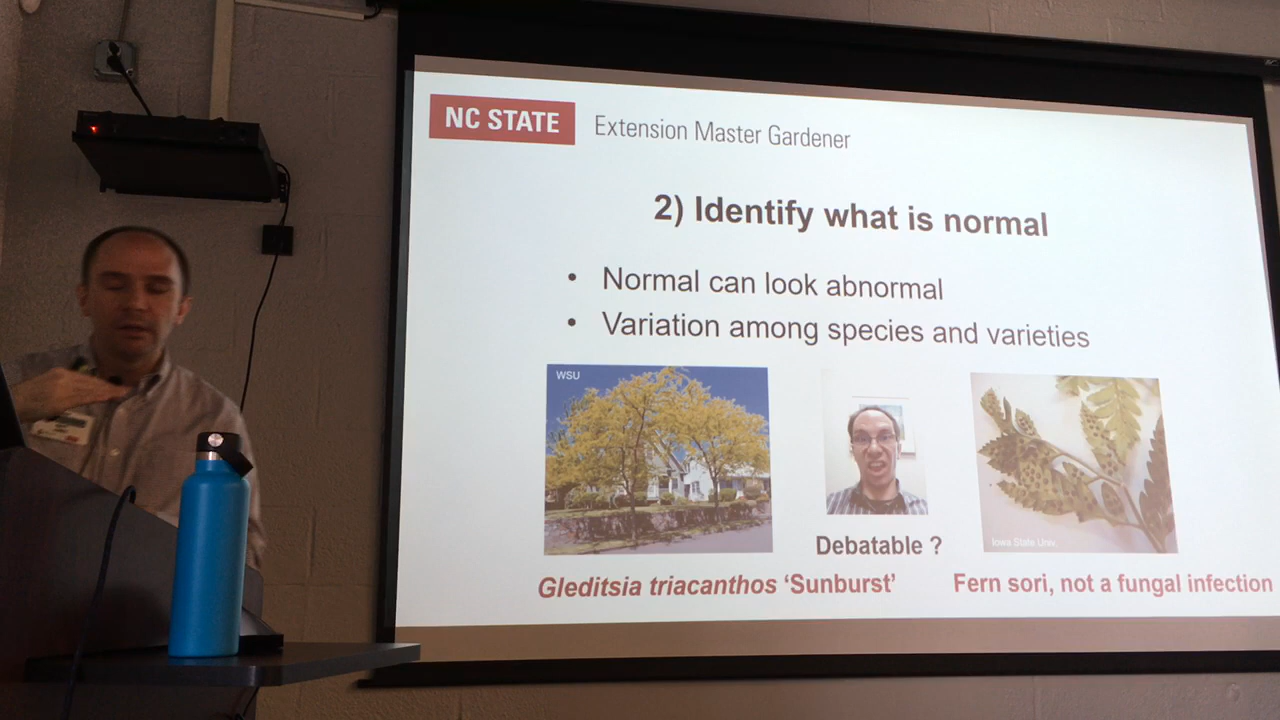 NC STATE Extension Master Gardener
2) Identify what is normal
• Normal can look abnormal
• Variation among species and varieties
WSU
Iowa State Univ.
Debatable ?
Gleditsia triacanthos ‘Sunburst’
Fern sori, not a fungal infection